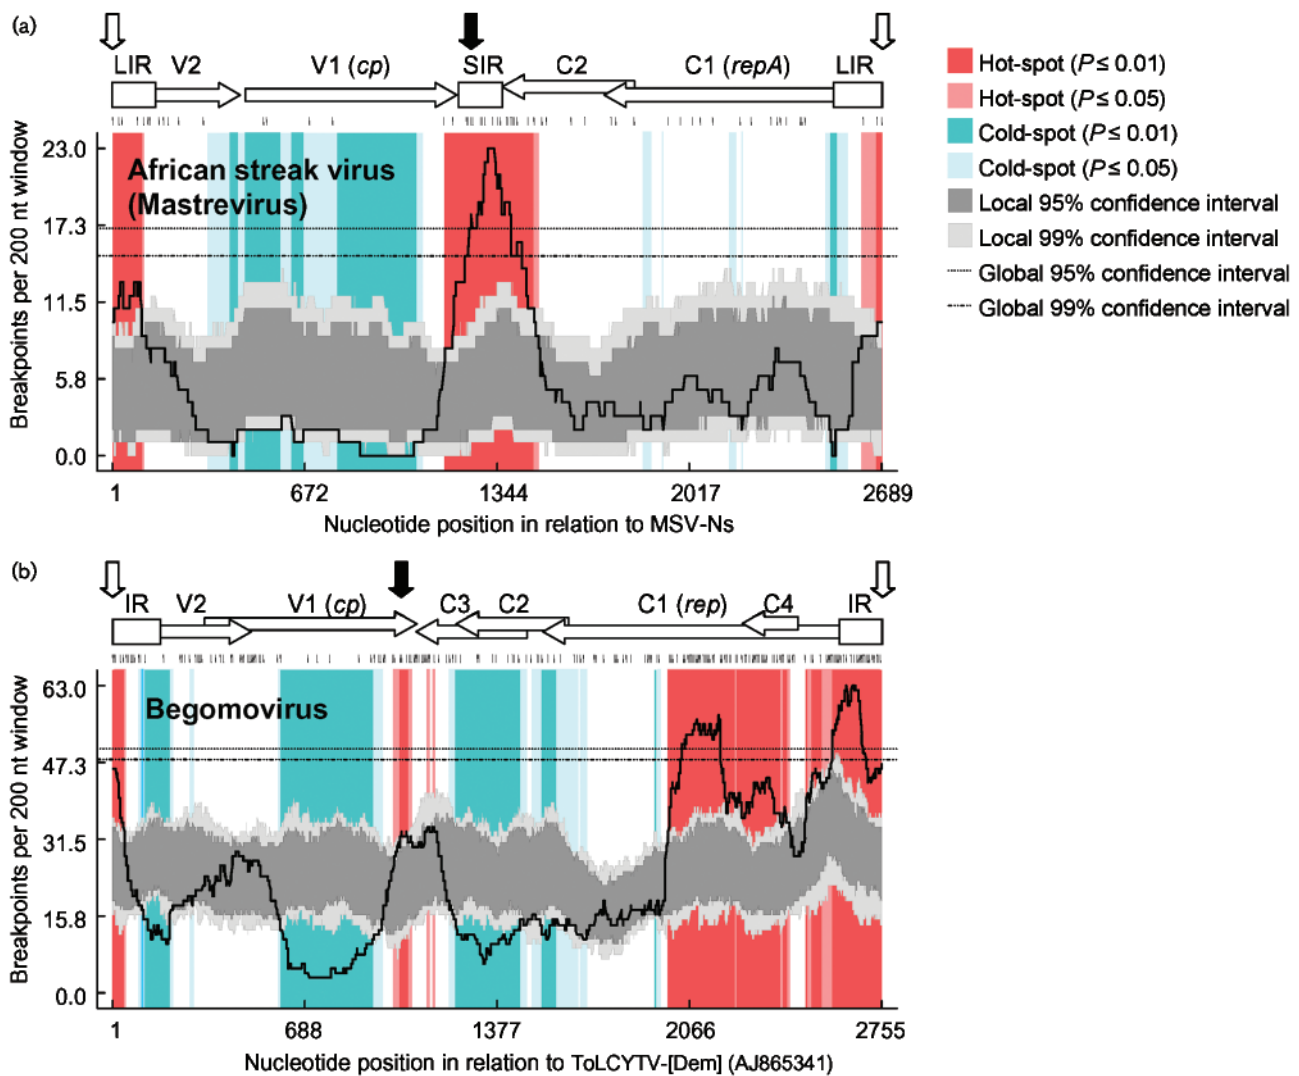 (a)
LIR V2 V1 (cp) SIR C2 C1 (repA) LIR
Hot-spot (P ≤ 0.01)
Hot-spot (P ≤ 0.05)
Cold-spot (P ≤ 0.01)
Cold-spot (P ≤ 0.05)
Local 95% confidence interval
Local 99% confidence interval
Global 95% confidence interval
Global 99% confidence interval
African streak virus
(Mastrevirus)
Breakpoints per 200 nt window
23.0
17.3
11.5
5.8
0.0
1 672 1344 2017 2689
Nucleotide position in relation to MSV-Ns
(b)
IR V2 V1 (cp) C3 C2 C1 (rep) C4 IR
Begomovirus
Breakpoints per 200 nt window
63.0
47.3
31.5
15.8
0.0
1 688 1377 2066 2755
Nucleotide position in relation to ToLCYTV-[Dem] (AJ865341)